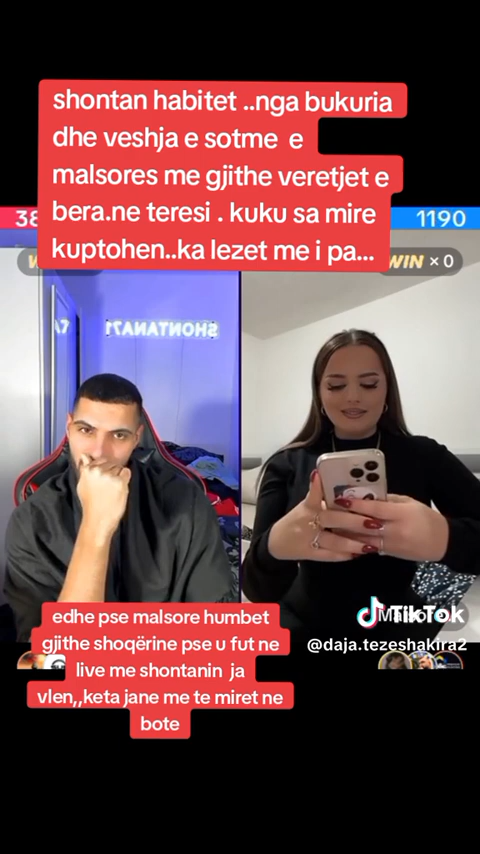 shontan habitet ..nga bukuria
dhe veshja e sotme e
malsores me gjithe veretjet e
bera.ne teresi . kuku sa mire
kuptohen..ka lezet me i pa...
38
1190
WIN × 0
SHONTANA71
edhe pse malsore humbet
gjithe shoqërine pse u fut ne
live me shontanin ja
vlen,,keta jane me te miret ne
bote
TikTok
@daja.tezeshakira2